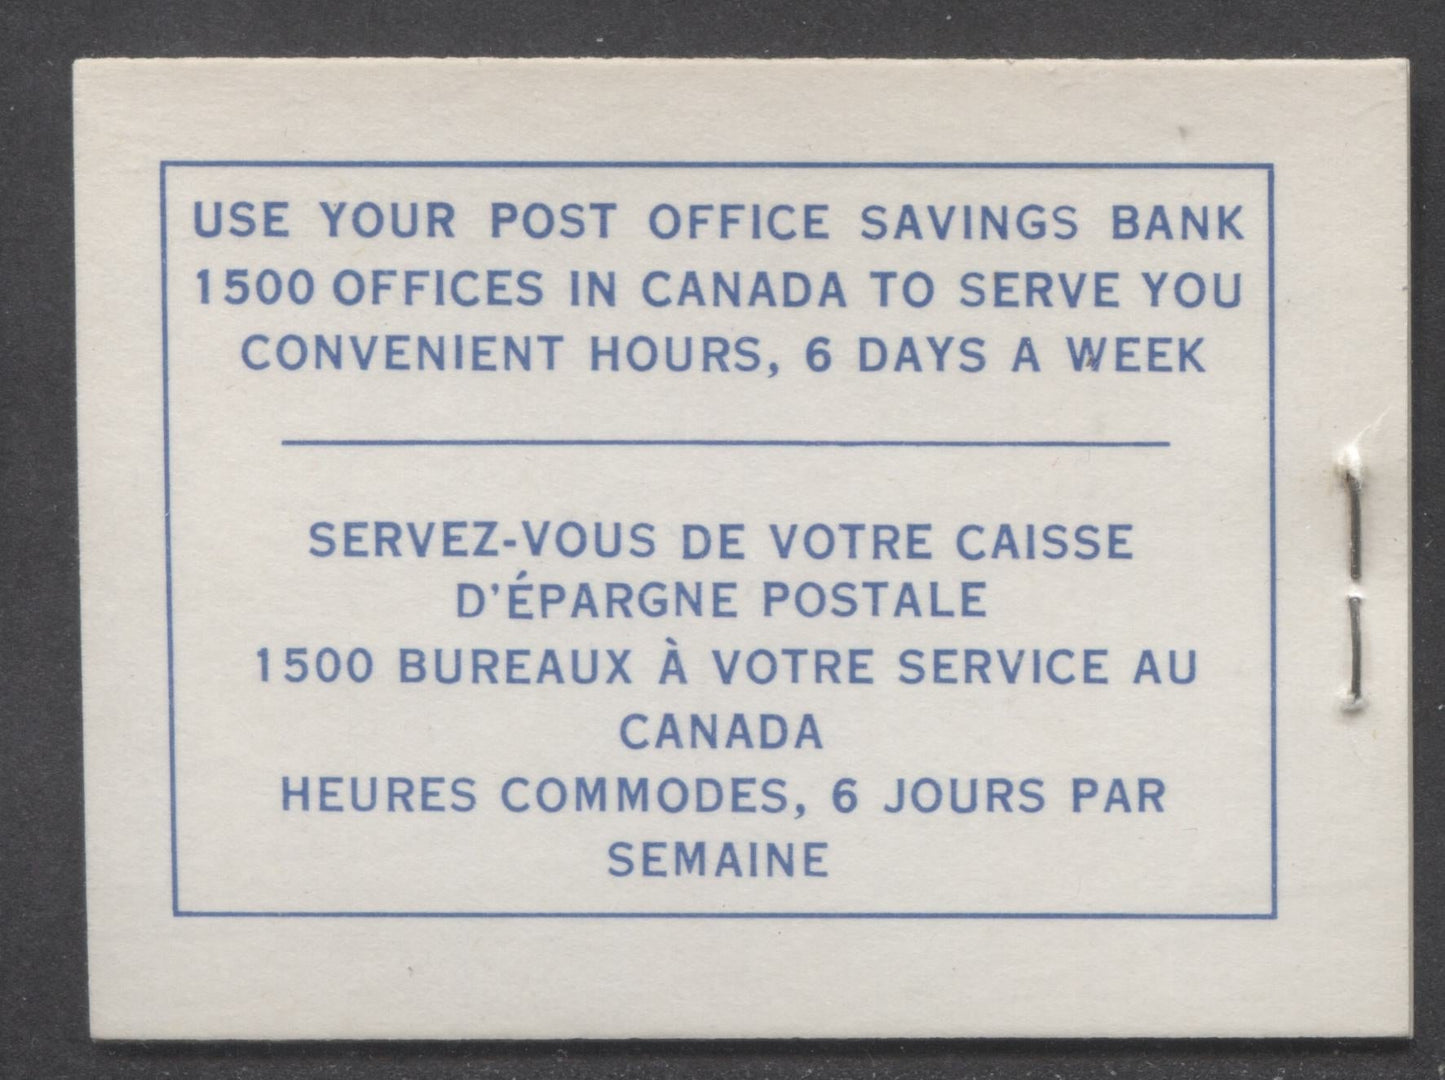 USE YOUR POST OFFICE SAVINGS BANK
1500 OFFICES IN CANADA TO SERVE YOU
CONVENIENT HOURS, 6 DAYS A WEEK
SERVEZ-VOUS DE VOTRE CAISSE
D'ÉPARGNE POSTALE
1500 BUREAUX À VOTRE SERVICE AU
CANADA
HEURES COMMODES, 6 JOURS PAR
SEMAINE